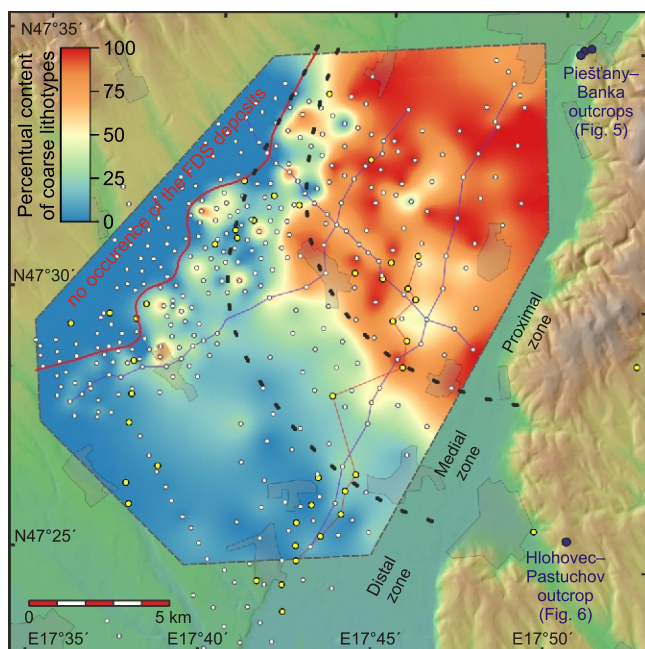 N47°35´
Percentual content
of coarse lithotypes
100
75
50
25
0
no occurence of the FDS deposits
Piešťany–
Banka
outcrops
(Fig. 5)
N47°30´
Proximal
zone
Medial
zone
Distal
zone
N47°25´
Hlohovec–
Pastuchov
outcrop
(Fig. 6)
0
5 km
E17°35´
E17°40´
E17°45´
E17°50´